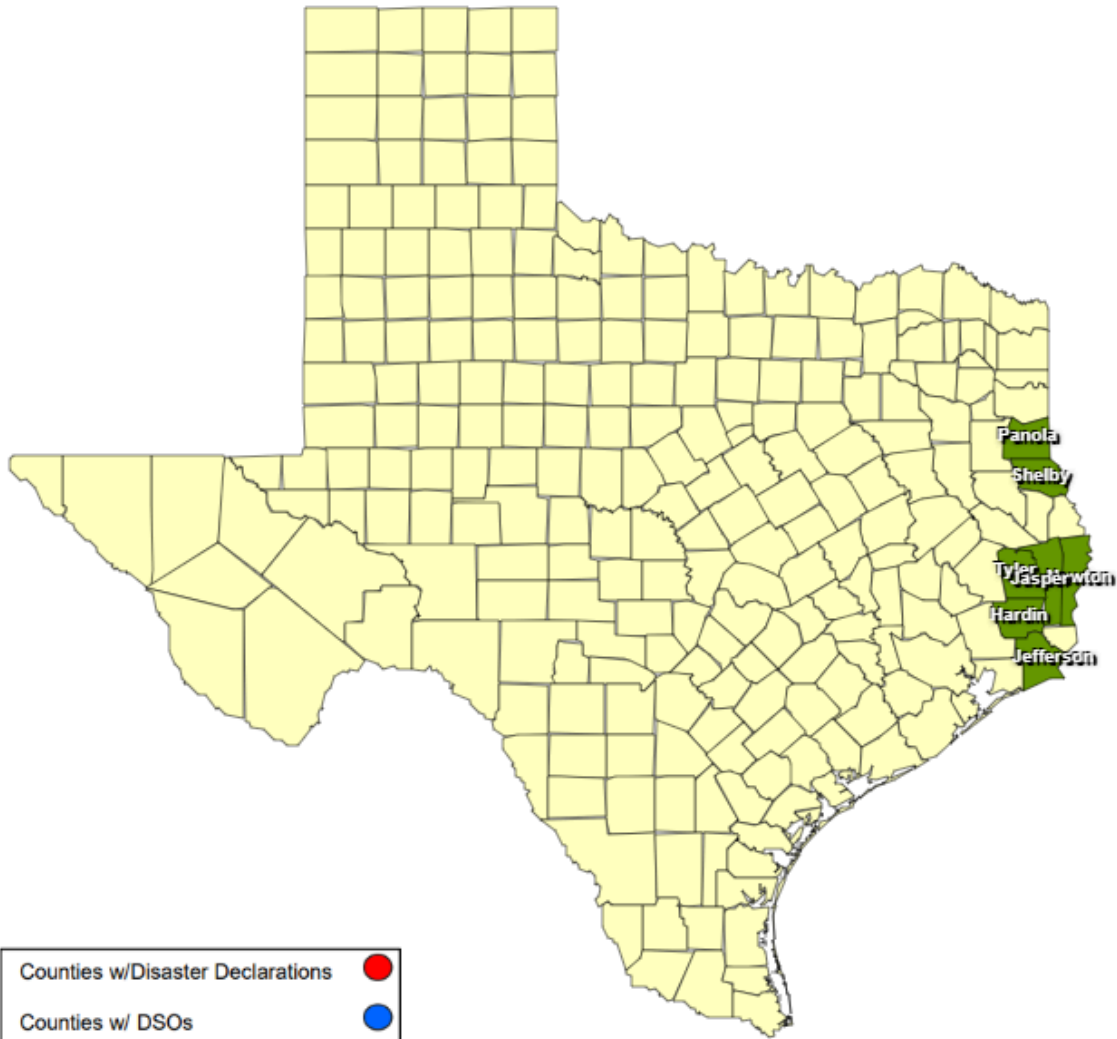 Panola
Shelby
Tyler
Jasper
Hardin
Jefferson
Counties w/Disaster Declarations
Counties w/ DSOs